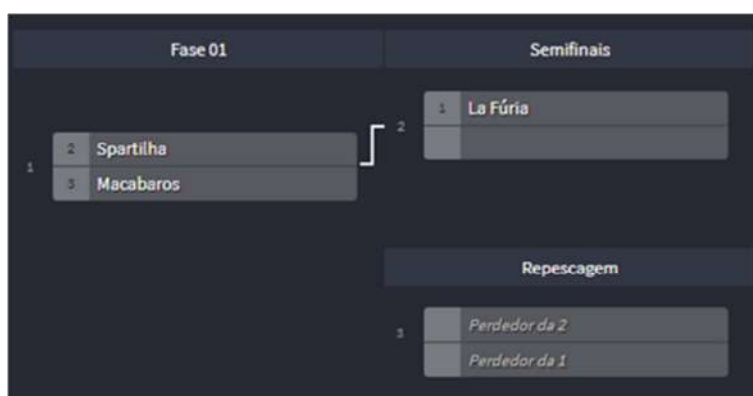 Fase 01
Semifinais
1
2 Spartilha
3 Macabaros
2
1 La Fúria
Repescagem
3
Perdedor da 2
Perdedor da 1